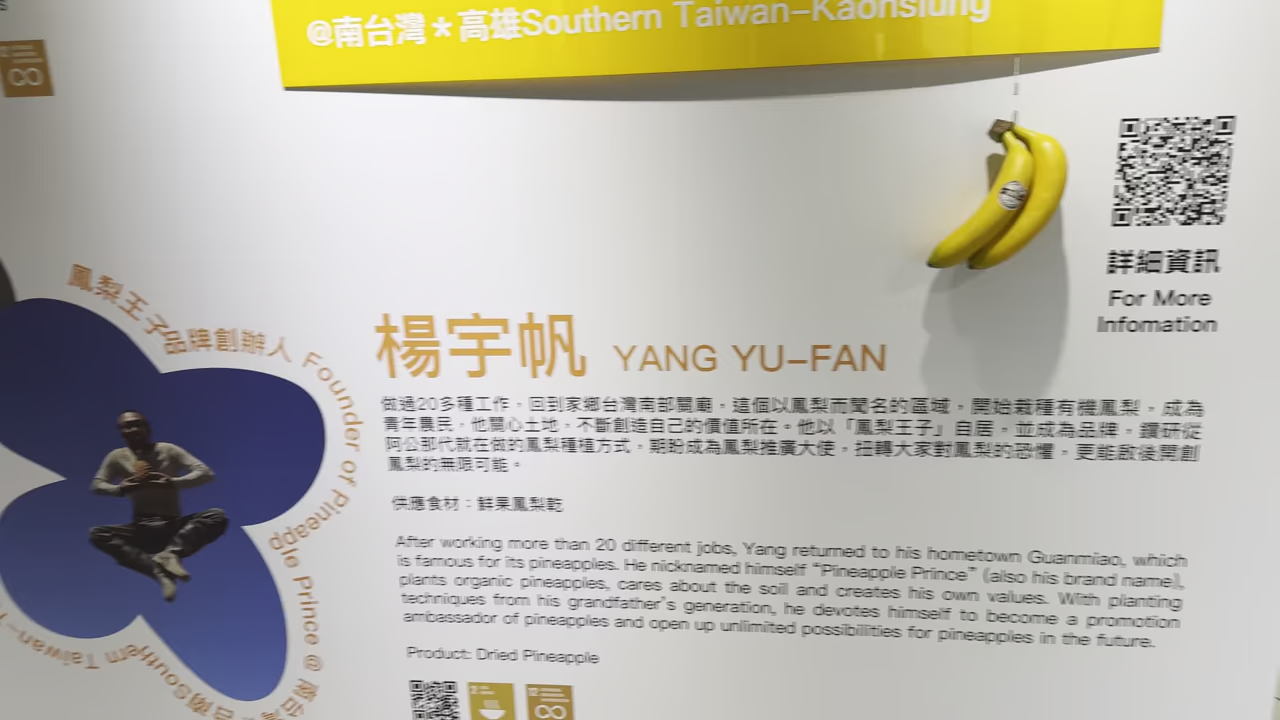 @南台灣*高雄Southern Taiwan-Kaohsiung
詳細資訊
For More
Infomation
鳳梨王子品牌創辦人 Founder of Pineapple Prince @ 南台
楊宇帆 YANG YU-FAN
做過20多種工作,回到家鄉台灣南部關廟,這個以鳳梨而聞名的區域,開始栽種有機鳳梨,成為
青年農民,他關心土地,不斷創造自己的價值所在。他以「鳳梨王子」自居,並成為品牌,鑽研從
阿公那代就在做的鳳梨種植方式,期盼成為鳳梨推廣大使,扭轉大家對鳳梨的恐懼,更能啟後開創
鳳梨的無限可能。
供應食材:鮮果鳳梨乾
After working more than 20 different jobs, Yang returned to his hometown Guanmiao, which
is famous for its pineapples. He nicknamed himself "Pineapple Prince" (also his brand name),
plants organic pineapples, cares about the soil and creates his own values. With planting
techniques from his grandfather's generation, he devotes himself to become a promotion
ambassador of pineapples and open up unlimited possibilities for pineapples in the future.
Product: Dried Pineapple
2
12
Southern Taiwan